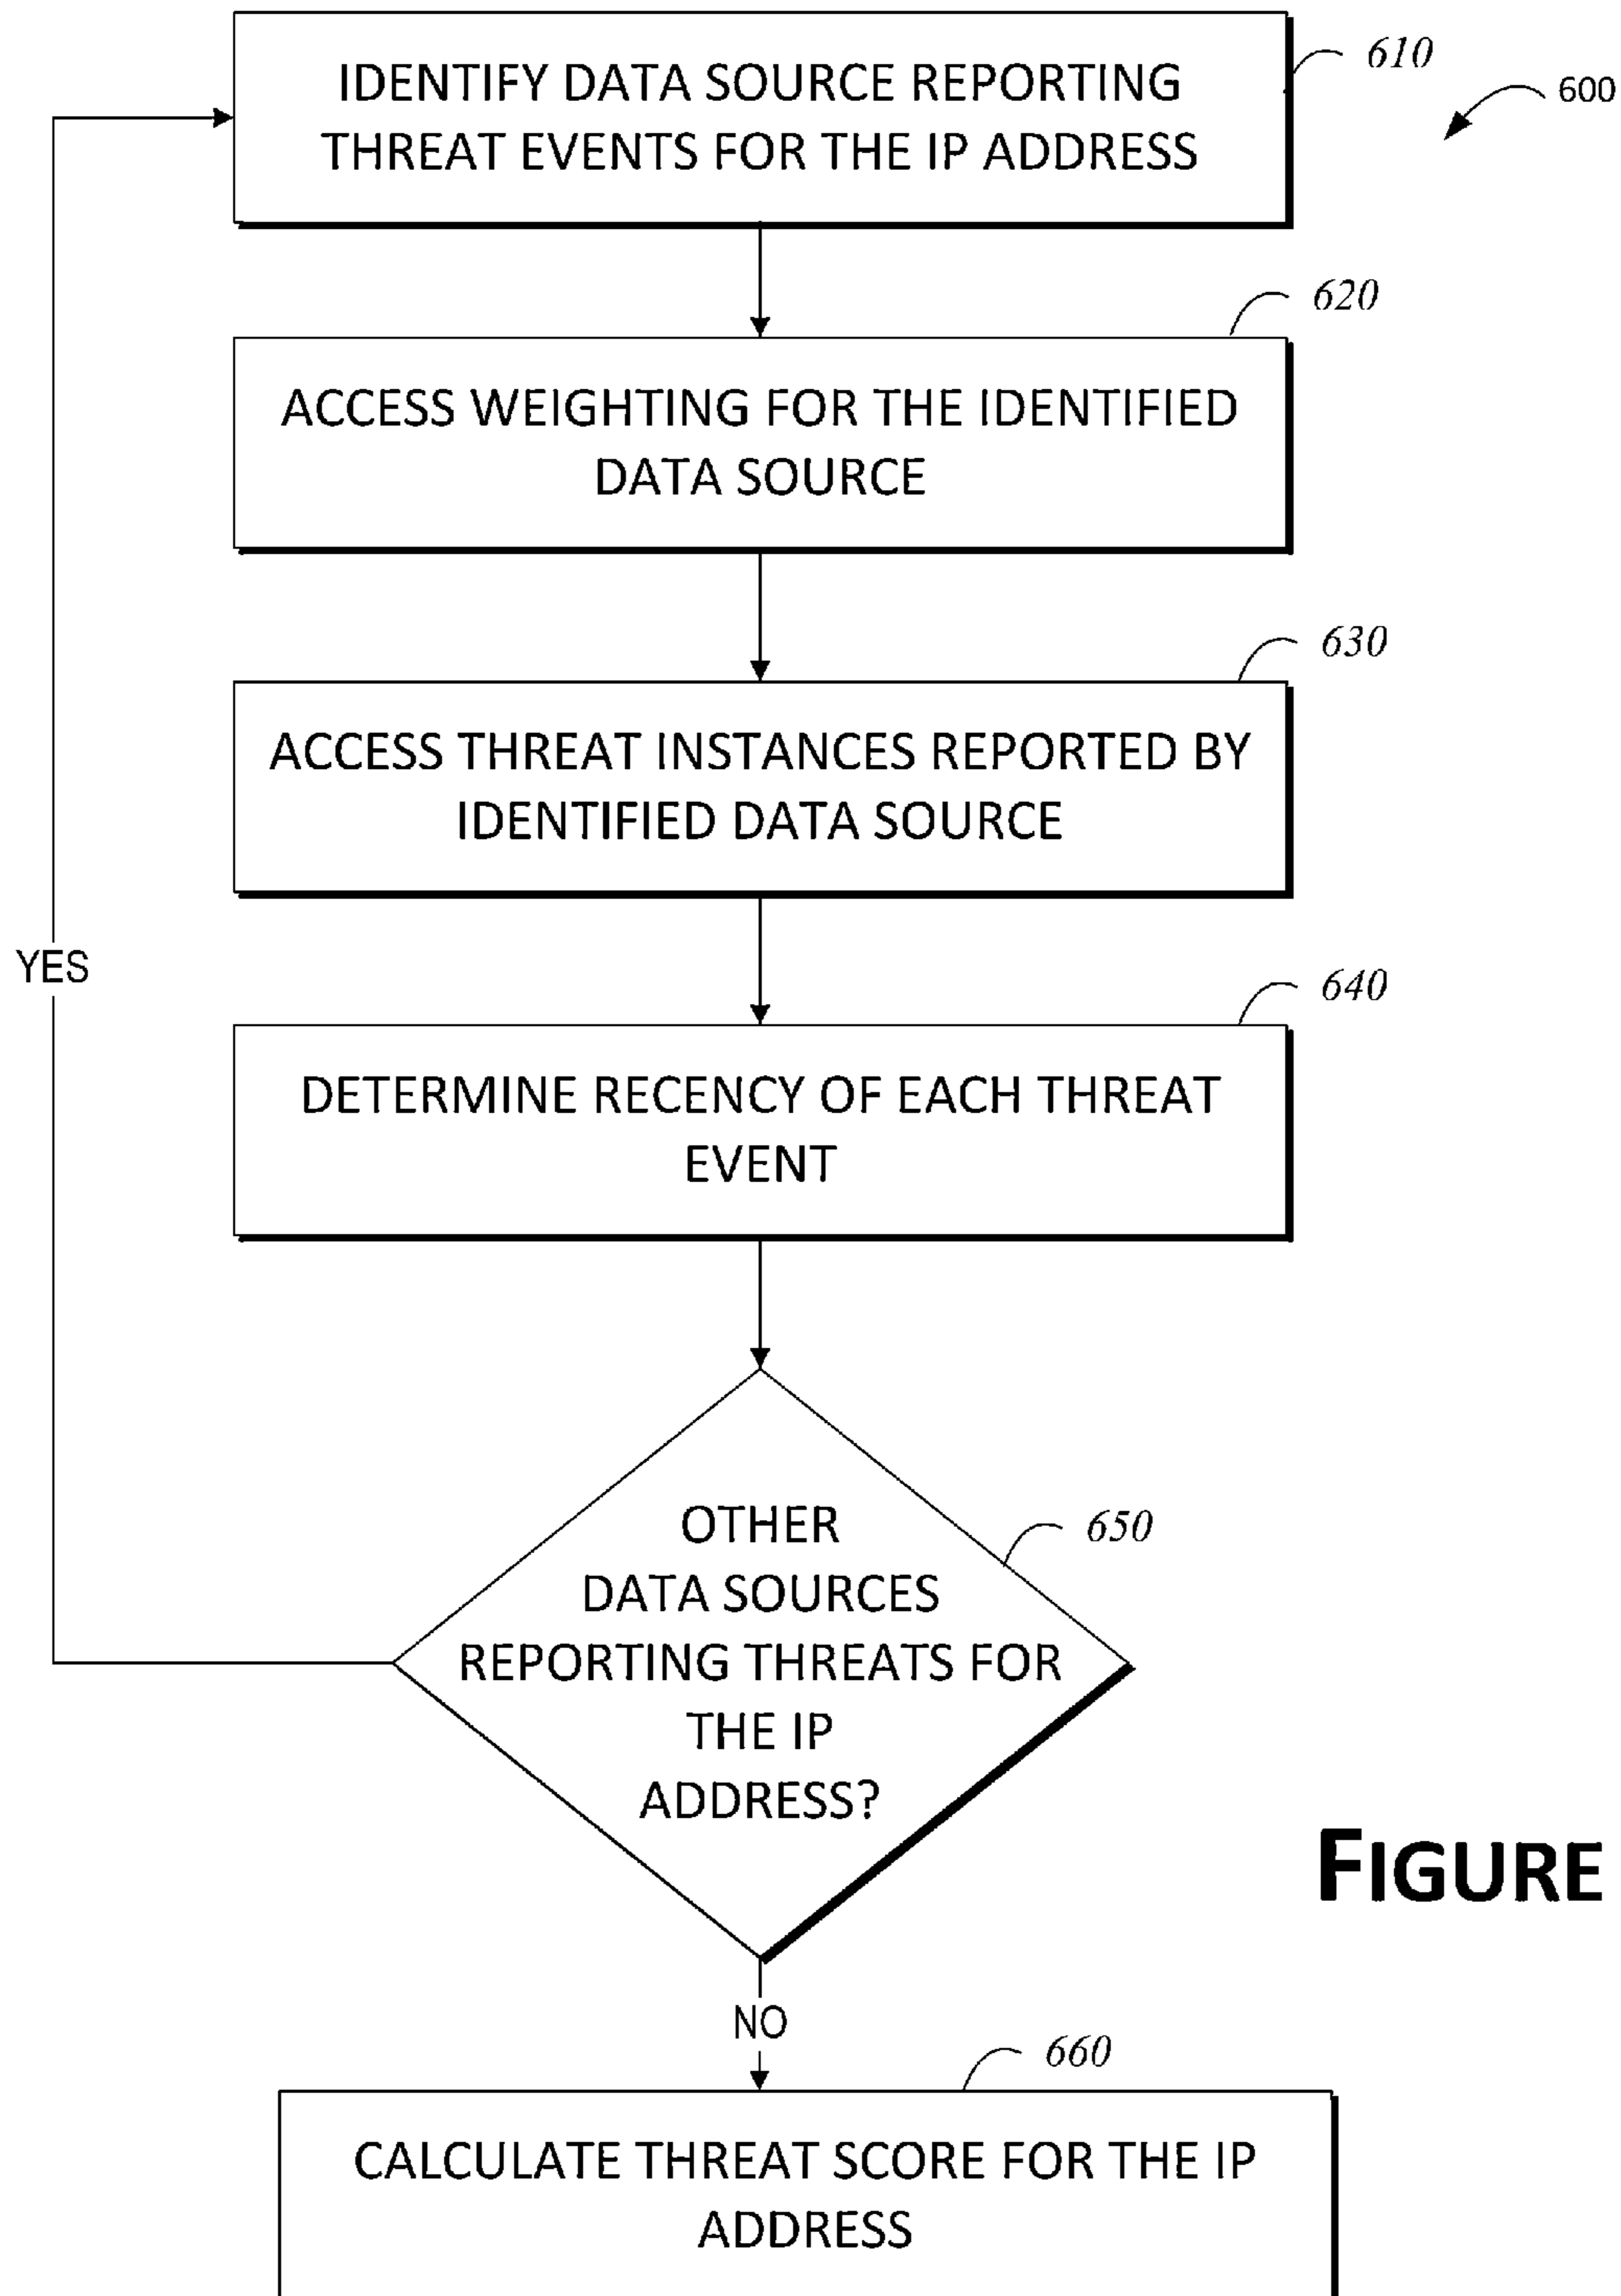 IDENTIFY DATA SOURCE REPORTING
THREAT EVENTS FOR THE IP ADDRESS
610
600
620
ACCESS WEIGHTING FOR THE IDENTIFIED
DATA SOURCE
630
ACCESS THREAT INSTANCES REPORTED BY
IDENTIFIED DATA SOURCE
YES
640
DETERMINE RECENCY OF EACH THREAT
EVENT
650
OTHER
DATA SOURCES
REPORTING THREATS FOR
THE IP
ADDRESS?
FIGURE
NO
660
CALCULATE THREAT SCORE FOR THE IP
ADDRESS